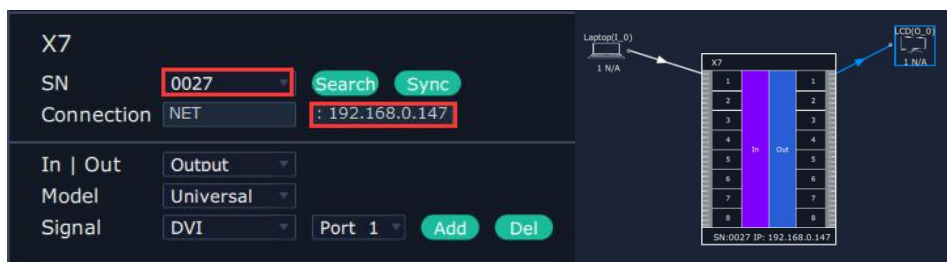 X7
SN 0027 Search Sync
Connection NET : 192.168.0.147
In | Out Output
Model Universal
Signal DVI Port 1 Add Del
Laptop(I_0)
1 N/A
LCD(O_0)
1 N/A
X7
1 1
2 2
3 3
4 4
In Out
5 5
6 6
7 7
8 8
SN:0027 IP: 192.168.0.147